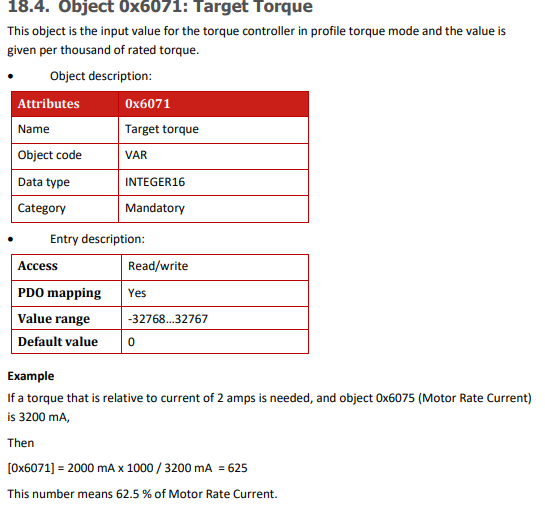 18.4. Object 0x6071: Target Torque
This object is the input value for the torque controller in profile torque mode and the value is
given per thousand of rated torque.
• Object description:
Attributes 0x6071
Name Target torque
Object code VAR
Data type INTEGER16
Category Mandatory
• Entry description:
Access Read/write
PDO mapping Yes
Value range -32768...32767
Default value 0
Example
If a torque that is relative to current of 2 amps is needed, and object 0x6075 (Motor Rate Current)
is 3200 mA,
Then
[0x6071] = 2000 mA x 1000 / 3200 mA = 625
This number means 62.5 % of Motor Rate Current.